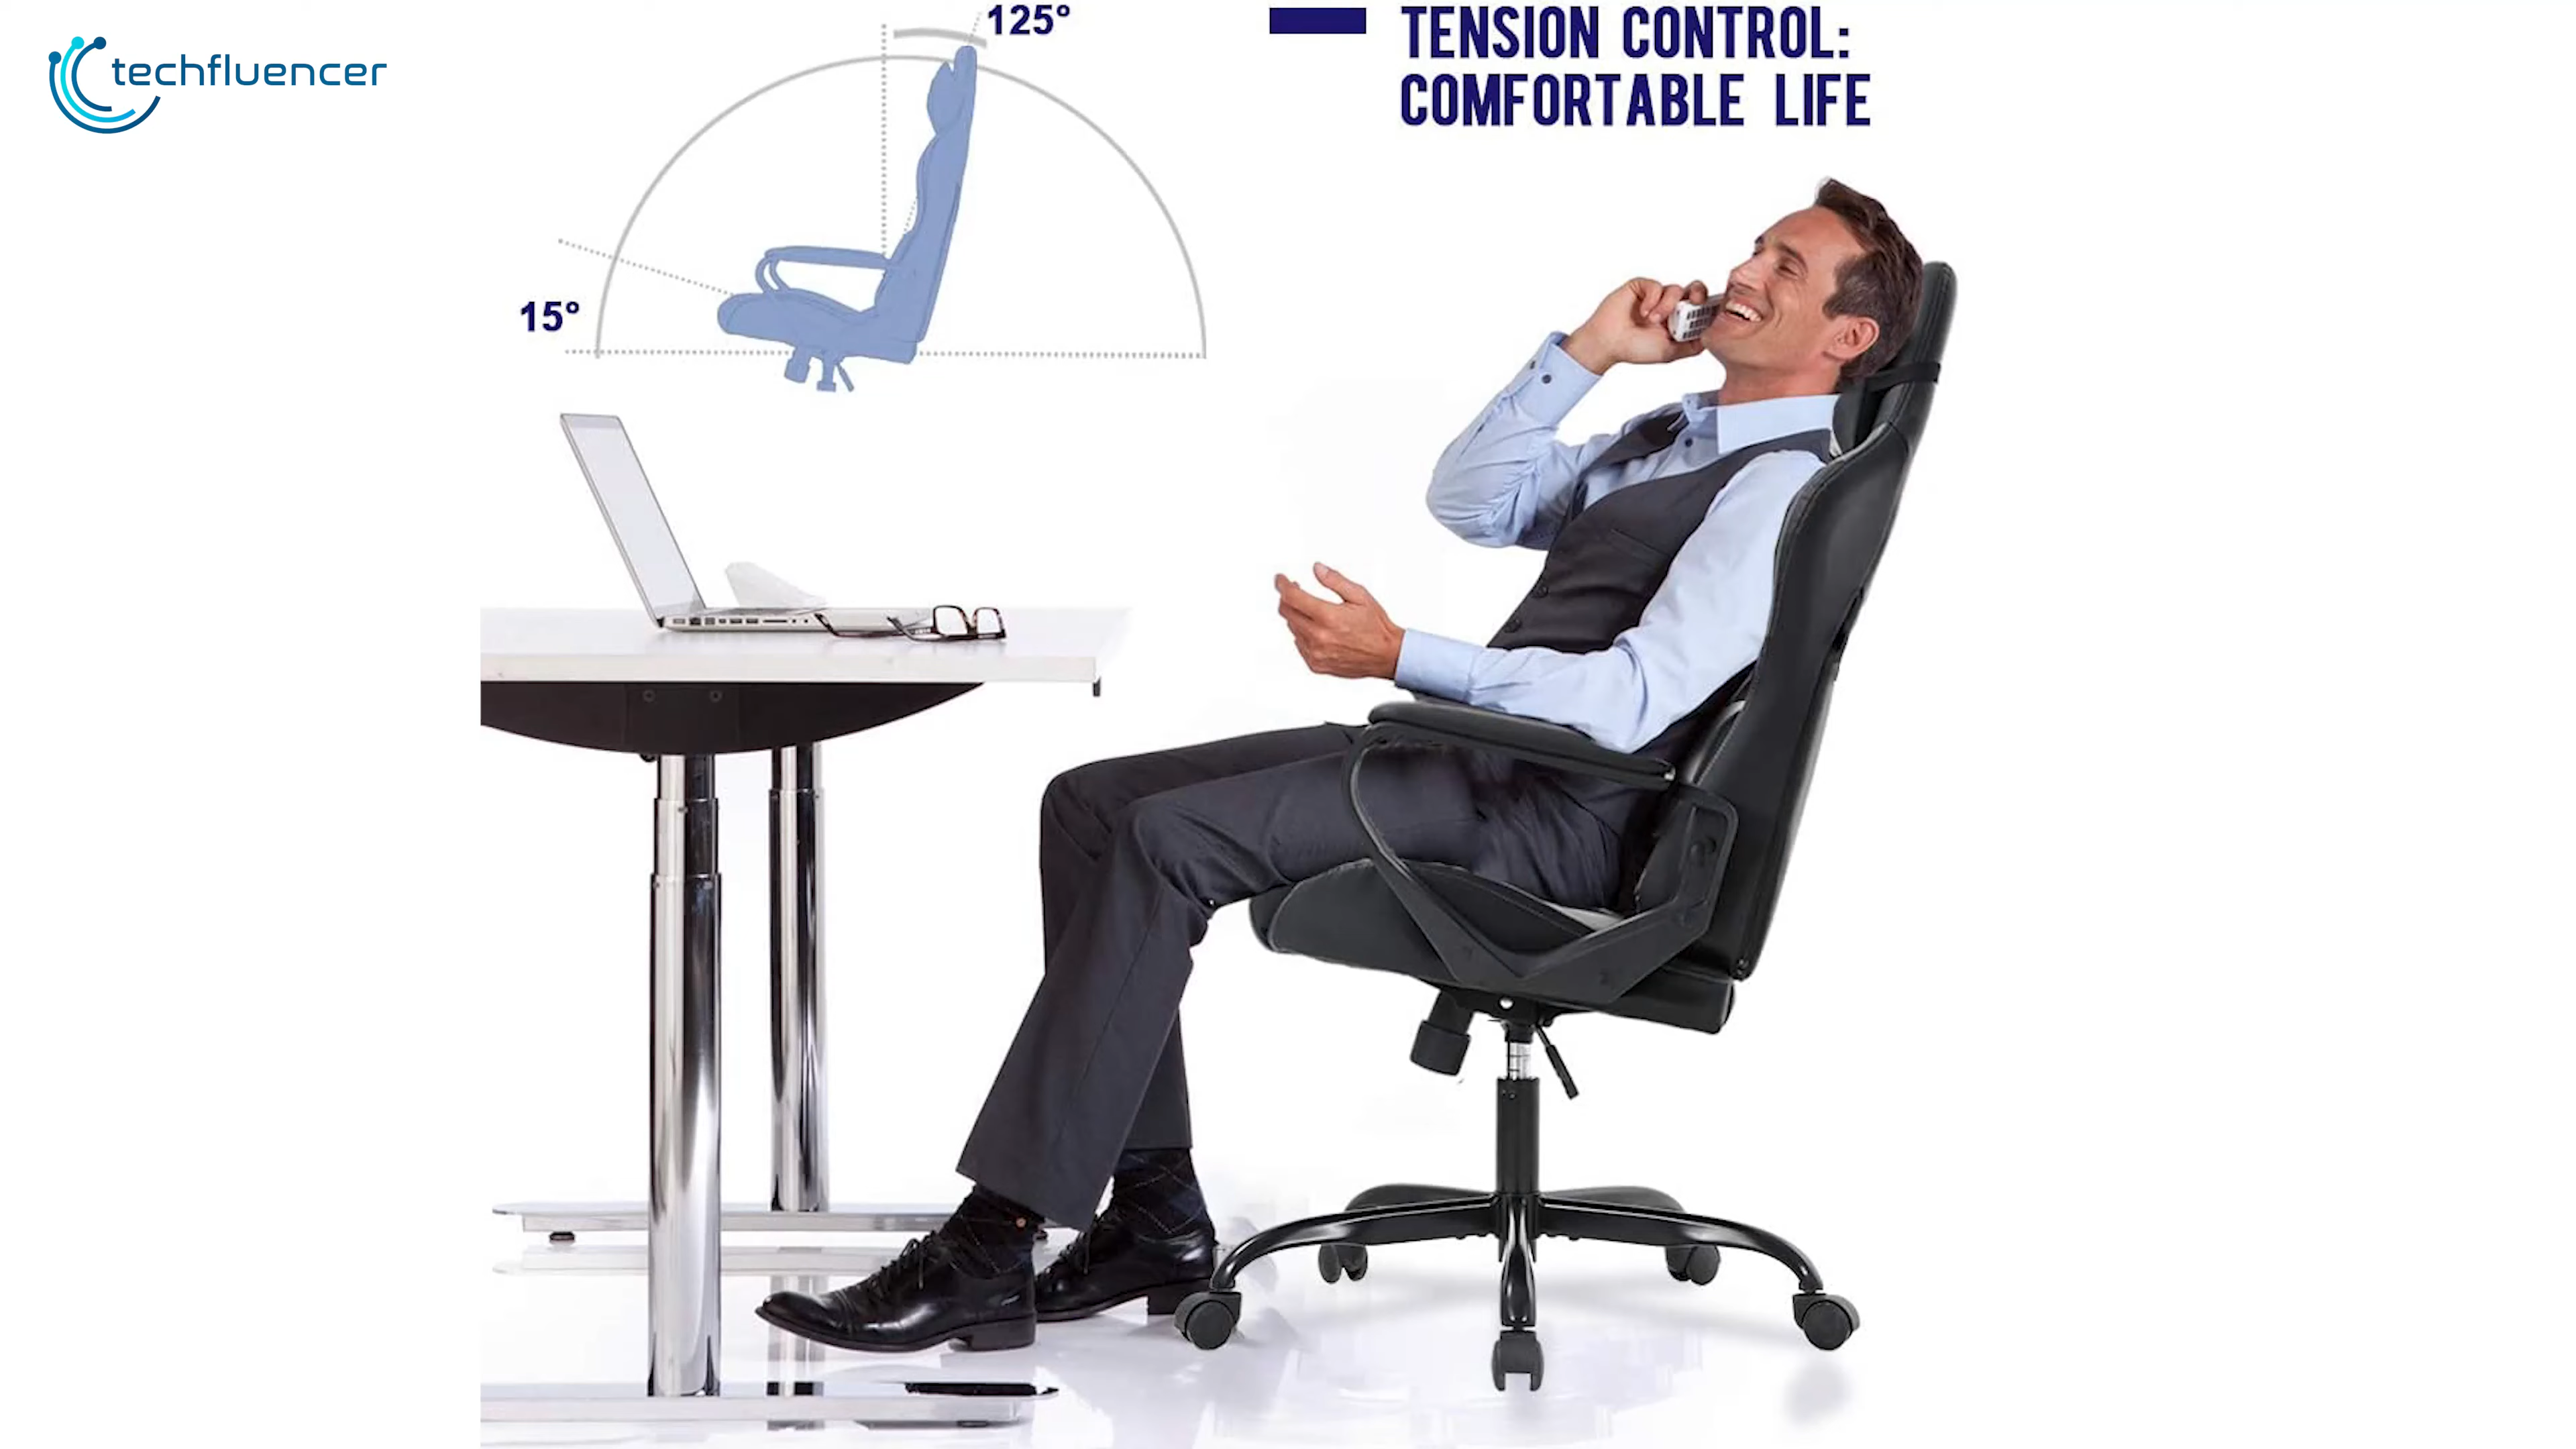 techfluencer
125°
15°
TENSION CONTROL:
COMFORTABLE LIFE